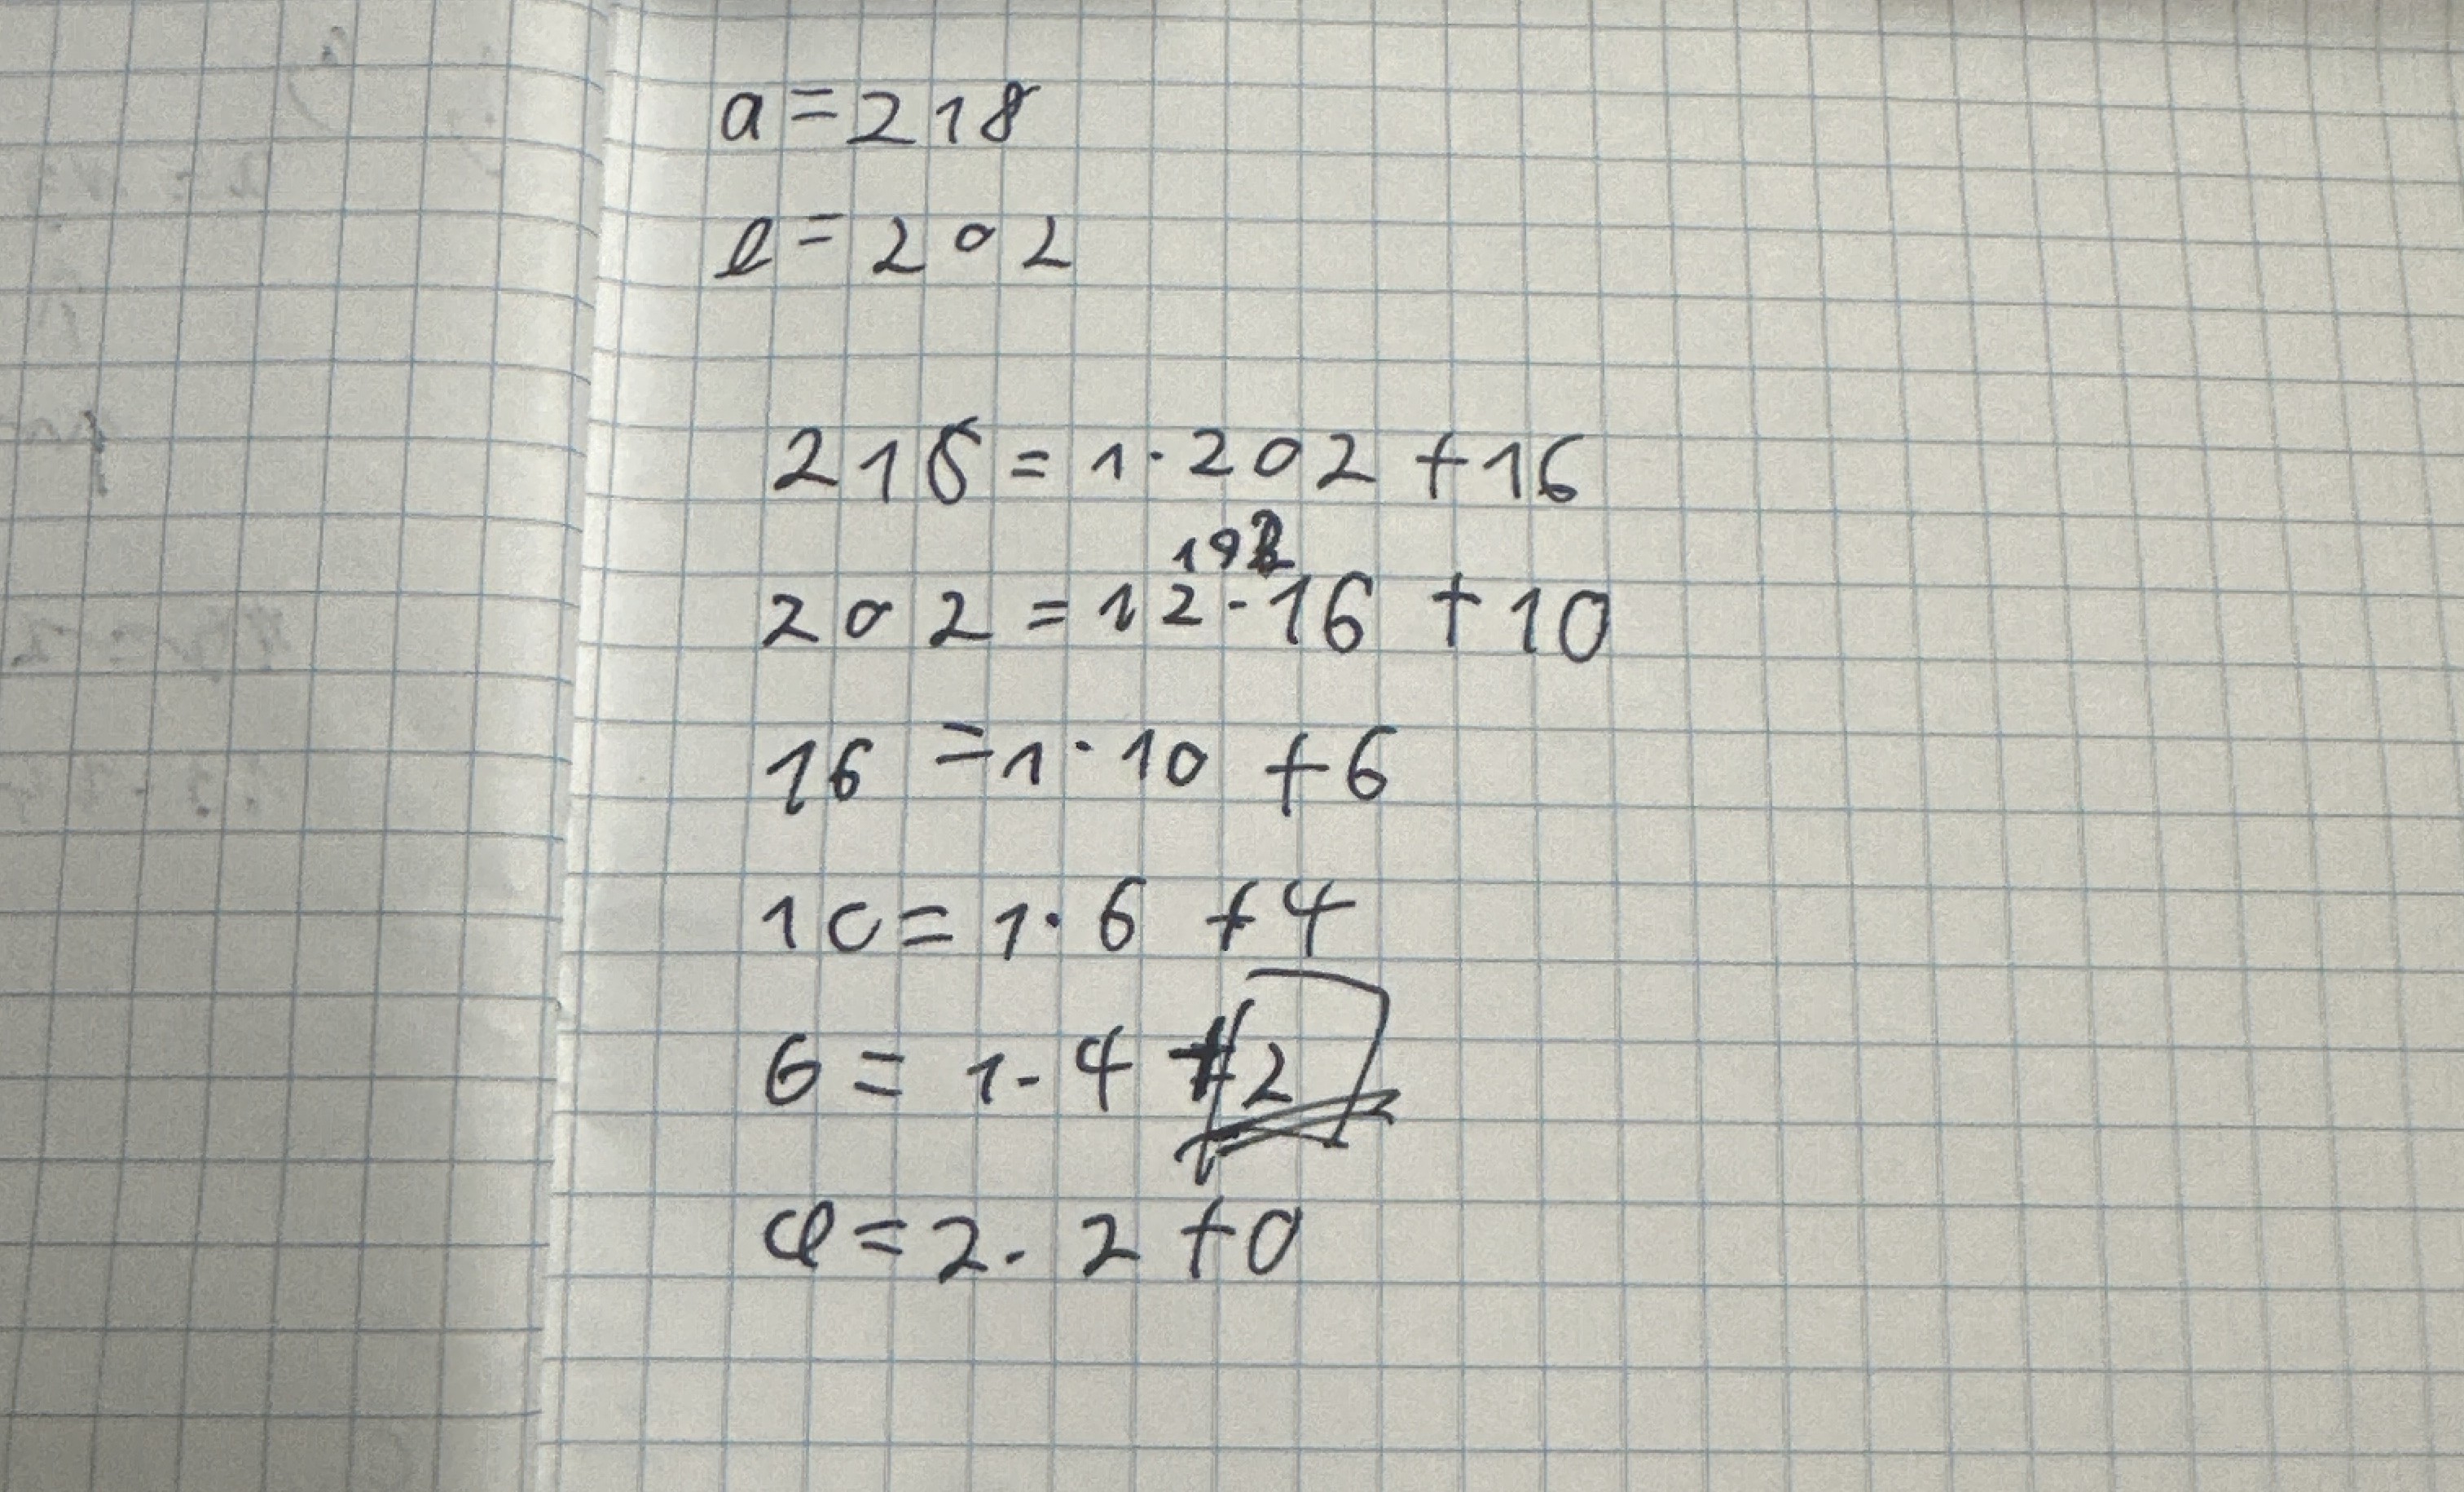 a = 218
b = 202
218 = 1 · 202 + 16
192
202 = 12 · 16 + 10
16 = 1 · 10 + 6
10 = 1 · 6 + 4
6 = 1 · 4 + 2
4 = 2 · 2 + 0